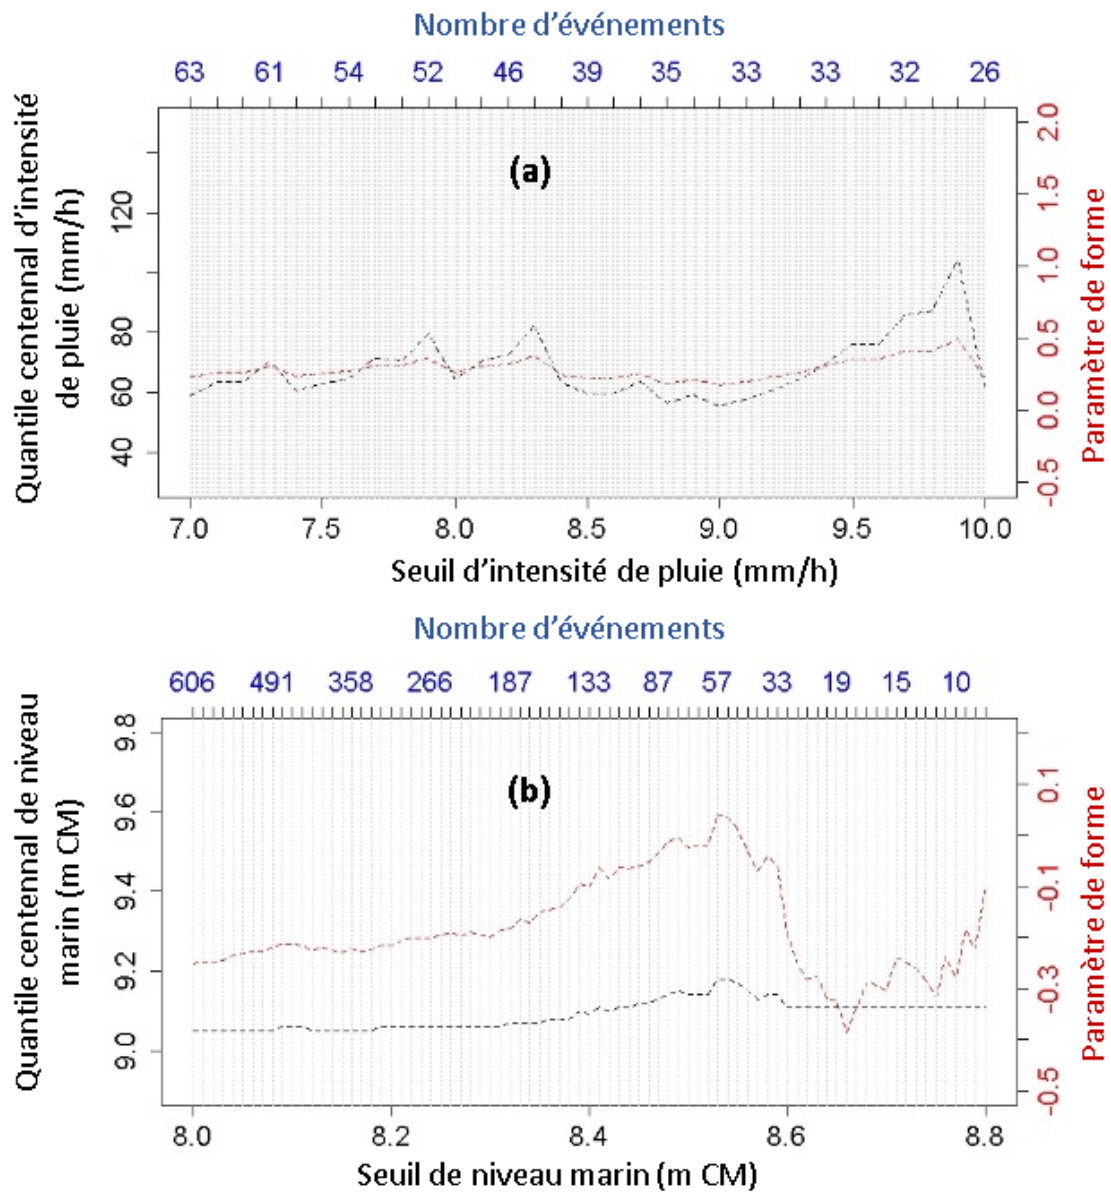 Nombre d'événements
63 61 54 52 46 39 35 33 33 32 26
Quantile centennal d'intensité
de pluie (mm/h)
120
80
60
40
(a)
2.0
1.5
1.0
0.5
0.0
-0.5
Paramètre de forme
7.0 7.5 8.0 8.5 9.0 9.5 10.0
Seuil d'intensité de pluie (mm/h)
Nombre d'événements
606 491 358 266 187 133 87 57 33 19 15 10
Quantile centennal de niveau
marin (m CM)
9.8
9.6
9.4
9.2
9.0
(b)
0.1
-0.1
-0.3
-0.5
Paramètre de forme
8.0 8.2 8.4 8.6 8.8
Seuil de niveau marin (m CM)